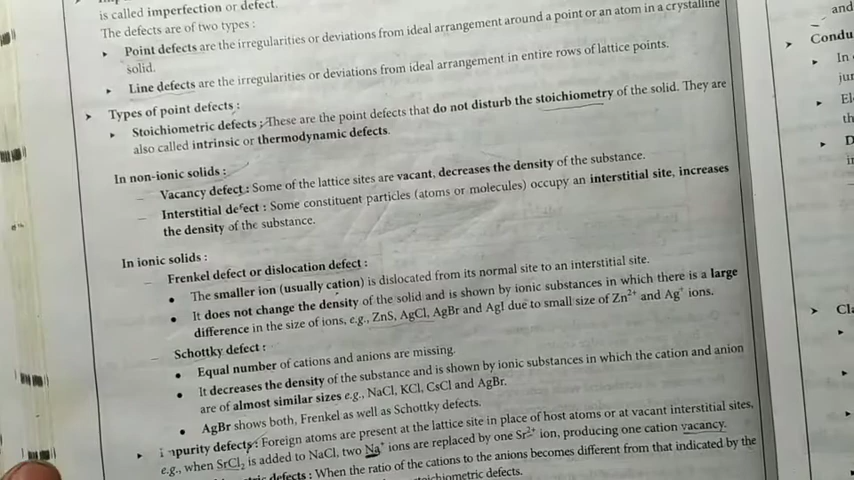 is called imperfection or defect.
The defects are of two types :
➤ Point defects are the irregularities or deviations from ideal arrangement around a point or an atom in a crystalline
solid.
➤ Line defects are the irregularities or deviations from ideal arrangement in entire rows of lattice points.
➤ Types of point defects :
➤ Stoichiometric defects : These are the point defects that do not disturb the stoichiometry of the solid. They are
also called intrinsic or thermodynamic defects.
In non-ionic solids :
– Vacancy defect : Some of the lattice sites are vacant, decreases the density of the substance.
– Interstitial defect : Some constituent particles (atoms or molecules) occupy an interstitial site, increases
the density of the substance.
In ionic solids :
– Frenkel defect or dislocation defect :
• The smaller ion (usually cation) is dislocated from its normal site to an interstitial site.
• It does not change the density of the solid and is shown by ionic substances in which there is a large
difference in the size of ions, e.g., ZnS, AgCl, AgBr and AgI due to small size of Zn²⁺ and Ag⁺ ions.
– Schottky defect :
• Equal number of cations and anions are missing.
• It decreases the density of the substance and is shown by ionic substances in which the cation and anion
are of almost similar sizes e.g., NaCl, KCl, CsCl and AgBr.
• AgBr shows both, Frenkel as well as Schottky defects.
➤ Impurity defects : Foreign atoms are present at the lattice site in place of host atoms or at vacant interstitial sites,
e.g., when SrCl₂ is added to NaCl, two Na⁺ ions are replaced by one Sr²⁺ ion, producing one cation vacancy.
defects : When the ratio of the cations to the anions becomes different from that indicated by the
defects.
and
➤ Condu
In
El
th
D
➤ Cla